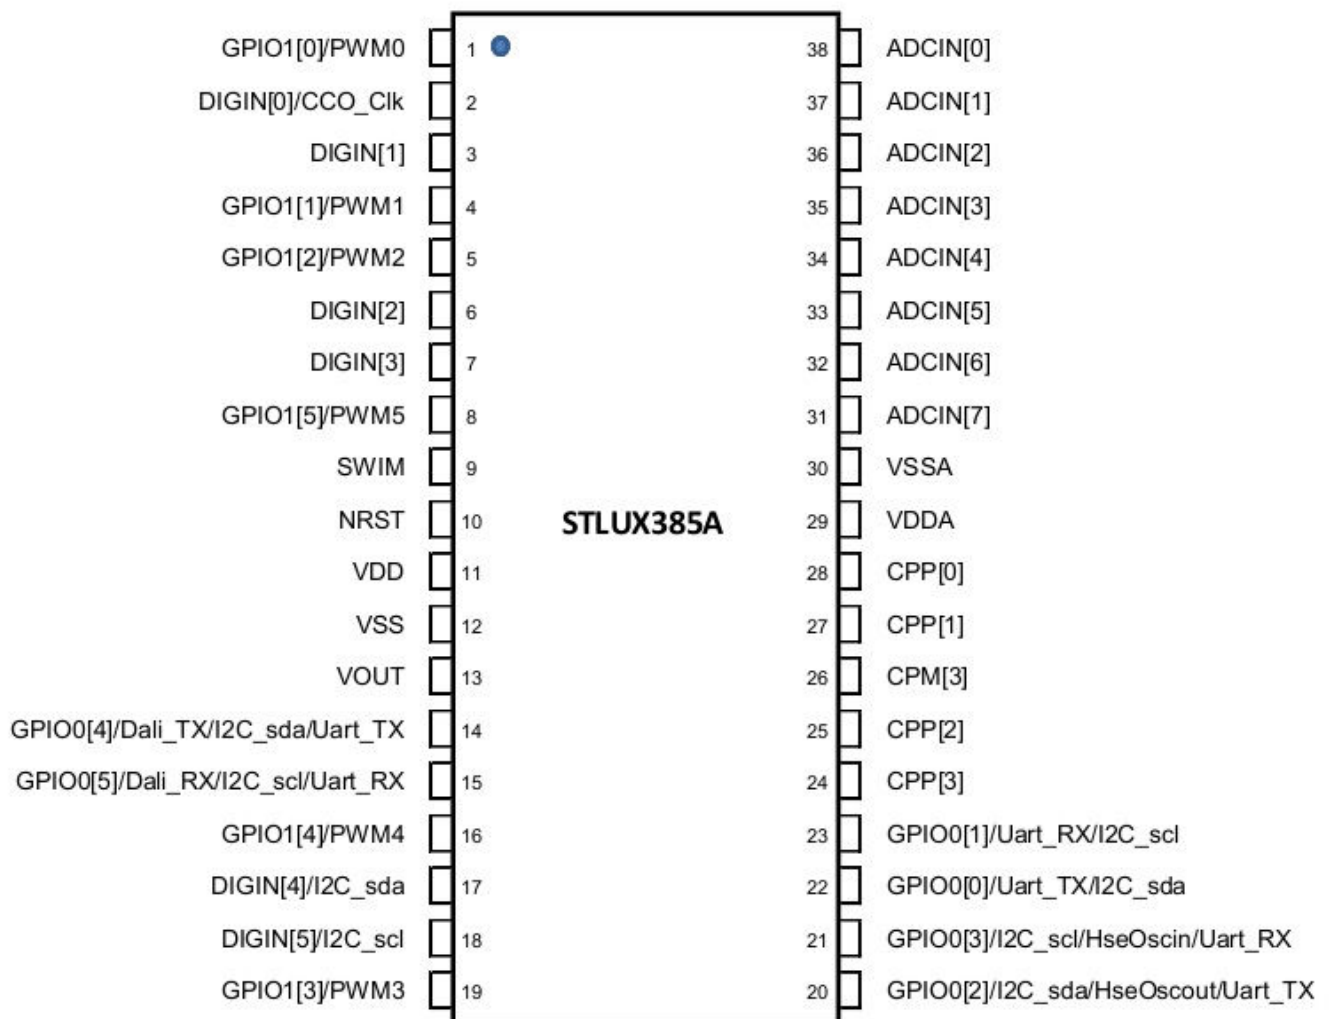 GPIO1[0]/PWM0 1 38 ADCIN[0]
DIGIN[0]/CCO_Clk 2 37 ADCIN[1]
DIGIN[1] 3 36 ADCIN[2]
GPIO1[1]/PWM1 4 35 ADCIN[3]
GPIO1[2]/PWM2 5 34 ADCIN[4]
DIGIN[2] 6 33 ADCIN[5]
DIGIN[3] 7 32 ADCIN[6]
GPIO1[5]/PWM5 8 31 ADCIN[7]
SWIM 9 30 VSSA
NRST 10 STLUX385A 29 VDDA
VDD 11 28 CPP[0]
VSS 12 27 CPP[1]
VOUT 13 26 CPM[3]
GPIO0[4]/Dali_TX/I2C_sda/Uart_TX 14 25 CPP[2]
GPIO0[5]/Dali_RX/I2C_scl/Uart_RX 15 24 CPP[3]
GPIO1[4]/PWM4 16 23 GPIO0[1]/Uart_RX/I2C_scl
DIGIN[4]/I2C_sda 17 22 GPIO0[0]/Uart_TX/I2C_sda
DIGIN[5]/I2C_scl 18 21 GPIO0[3]/I2C_scl/HseOscin/Uart_RX
GPIO1[3]/PWM3 19 20 GPIO0[2]/I2C_sda/HseOscout/Uart_TX